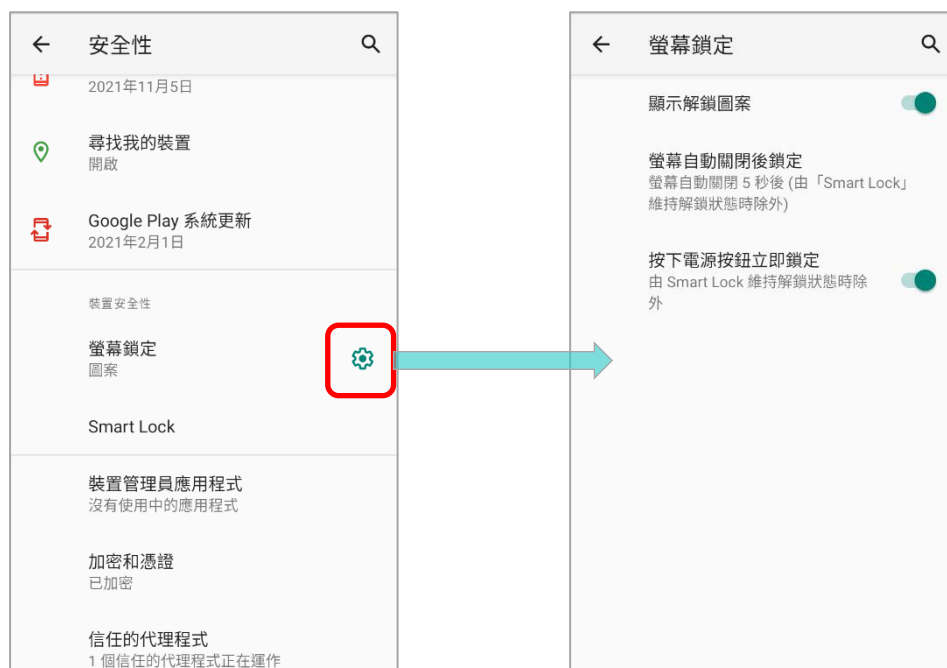 安全性
2021年11月5日
尋找我的裝置
開啟
Google Play 系統更新
2021年2月1日
裝置安全性
螢幕鎖定
圖案
Smart Lock
裝置管理員應用程式
沒有使用中的應用程式
加密和憑證
已加密
信任的代理程式
1 個信任的代理程式正在運作
螢幕鎖定
顯示解鎖圖案
螢幕自動關閉後鎖定
螢幕自動關閉 5 秒後 (由「Smart Lock」
維持解鎖狀態時除外)
按下電源按鈕立即鎖定
由 Smart Lock 維持解鎖狀態時除
外